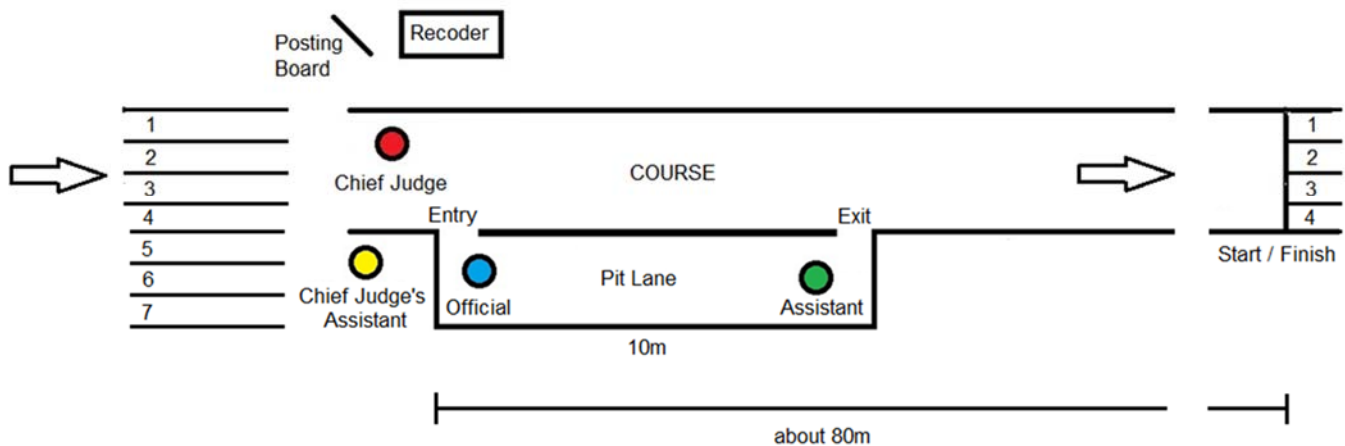 Posting
Board
Recoder
1
2
3
4
5
6
7
Chief Judge
COURSE
1
2
3
4
Entry
Exit
Start / Finish
Chief Judge's
Assistant
Official
Pit Lane
Assistant
10m
about 80m